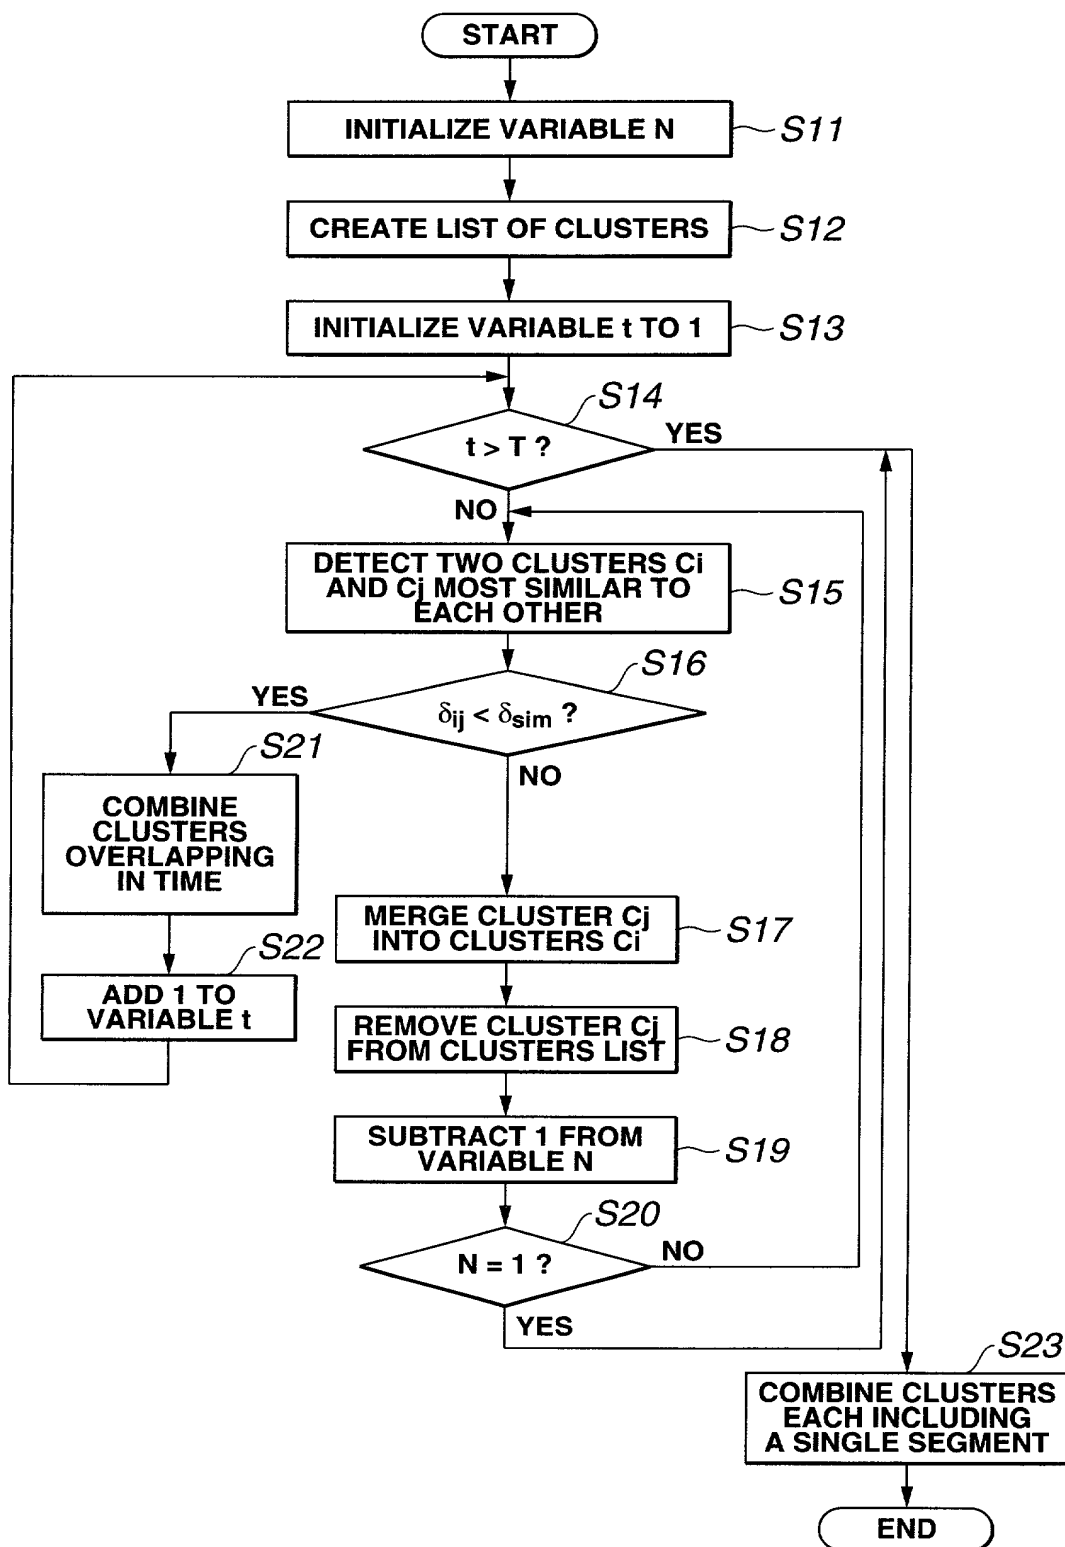 START
INITIALIZE VARIABLE N
S11
CREATE LIST OF CLUSTERS
S12
INITIALIZE VARIABLE t TO 1
S13
S14
t > T ?
YES
NO
DETECT TWO CLUSTERS Ci
AND Cj MOST SIMILAR TO
EACH OTHER
S15
S16
YES
δij < δsim ?
NO
S21
COMBINE
CLUSTERS
OVERLAPPING
IN TIME
MERGE CLUSTER Cj
INTO CLUSTERS Ci
S17
S22
ADD 1 TO
VARIABLE t
REMOVE CLUSTER Cj
FROM CLUSTERS LIST
S18
SUBTRACT 1 FROM
VARIABLE N
S19
S20
N = 1 ?
NO
YES
S23
COMBINE CLUSTERS
EACH INCLUDING
A SINGLE SEGMENT
END